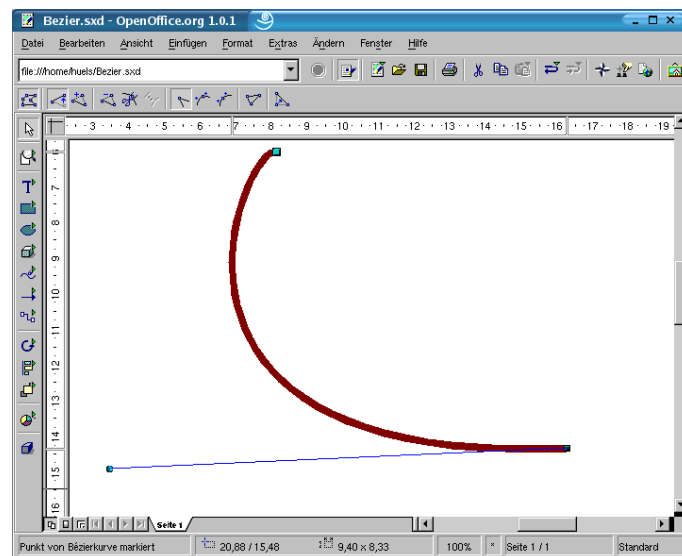 Bezier.sxd - OpenOffice.org 1.0.1
Datei Bearbeiten Ansicht Einfügen Format Extras Ändern Fenster Hilfe
file:///home/huels/Bezier.sxd
3 4 5 6 7 8 9 10 11 12 13 14 15 16 17 18 19
6
7
8
9
10
11
12
13
14
15
16
Seite 1
Punkt von Bézierkurve markiert 20,88 / 15,48 9,40 x 8,33 100% * Seite 1 / 1 Standard